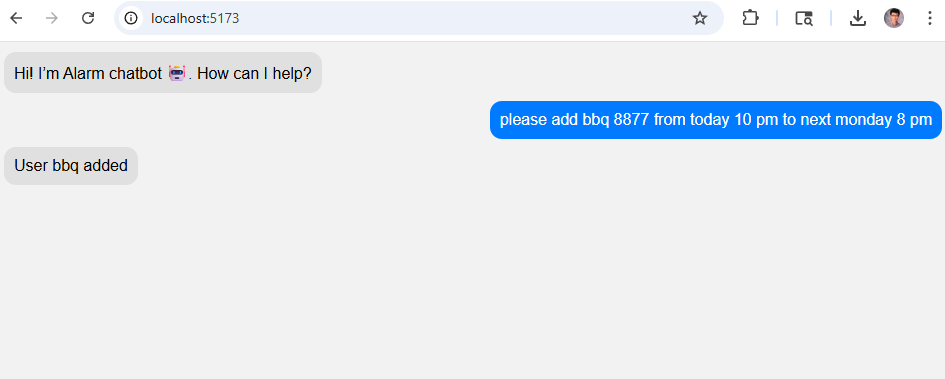 localhost:5173
Hi! I’m Alarm chatbot 🤖. How can I help?
please add bbq 8877 from today 10 pm to next monday 8 pm
User bbq added